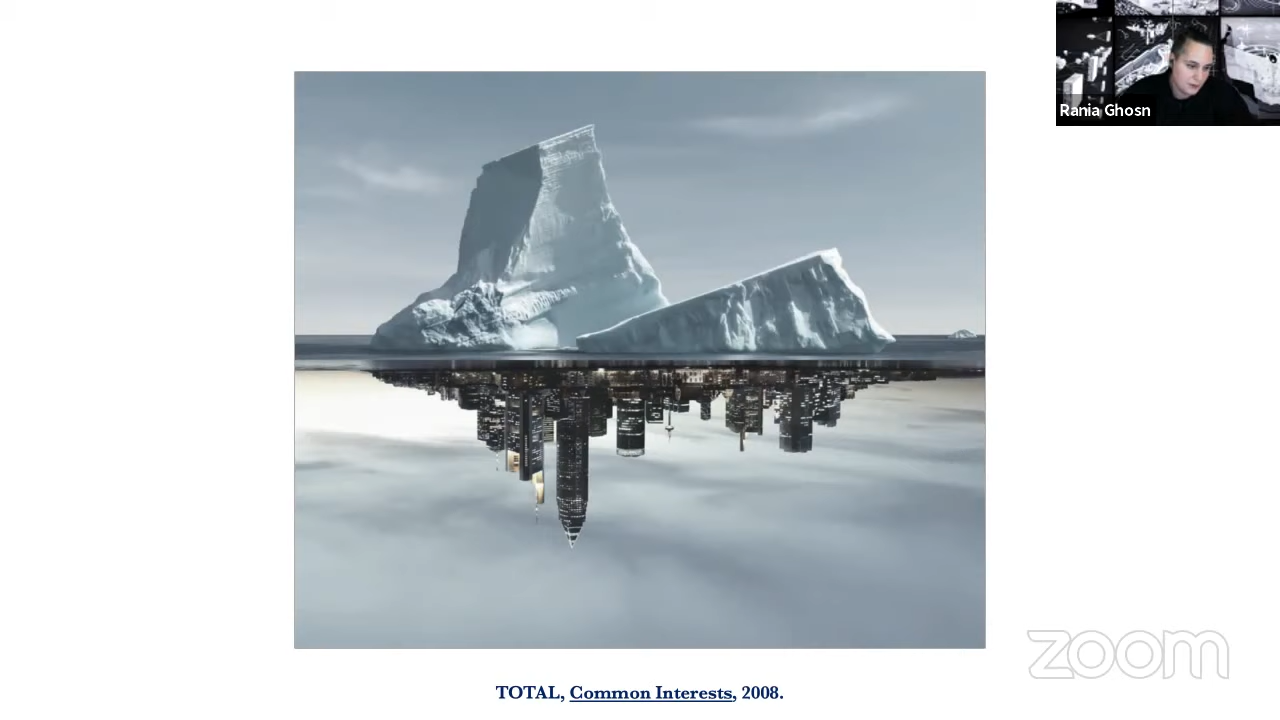 Rania Ghosn
TOTAL, Common Interests, 2008.
zoom